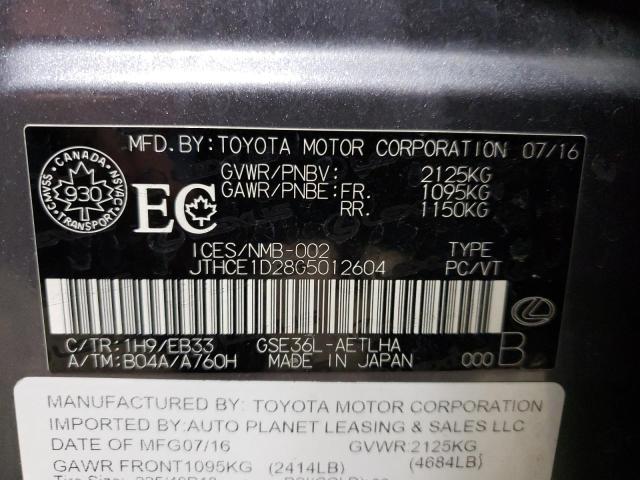 MFD.BY:TOYOTA MOTOR CORPORATION 07/16
GVWR/PNBV: 2125KG
GAWR/PNBE:FR. 1095KG
RR. 1150KG
CANADA
CMVSS 930 NSVAC
TRANSPORT
EC
ICES/NMB-002 TYPE
JTHCE1D28G5012604 PC/VT
C/TR:1H9/EB33 GSE36L-AETLHA
A/TM:B04A/A760H MADE IN JAPAN 000 B
MANUFACTURED BY: TOYOTA MOTOR CORPORATION
IMPORTED BY:AUTO PLANET LEASING & SALES LLC
DATE OF MFG07/16 GVWR:2125KG
GAWR FRONT1095KG (2414LB) (4684LB)